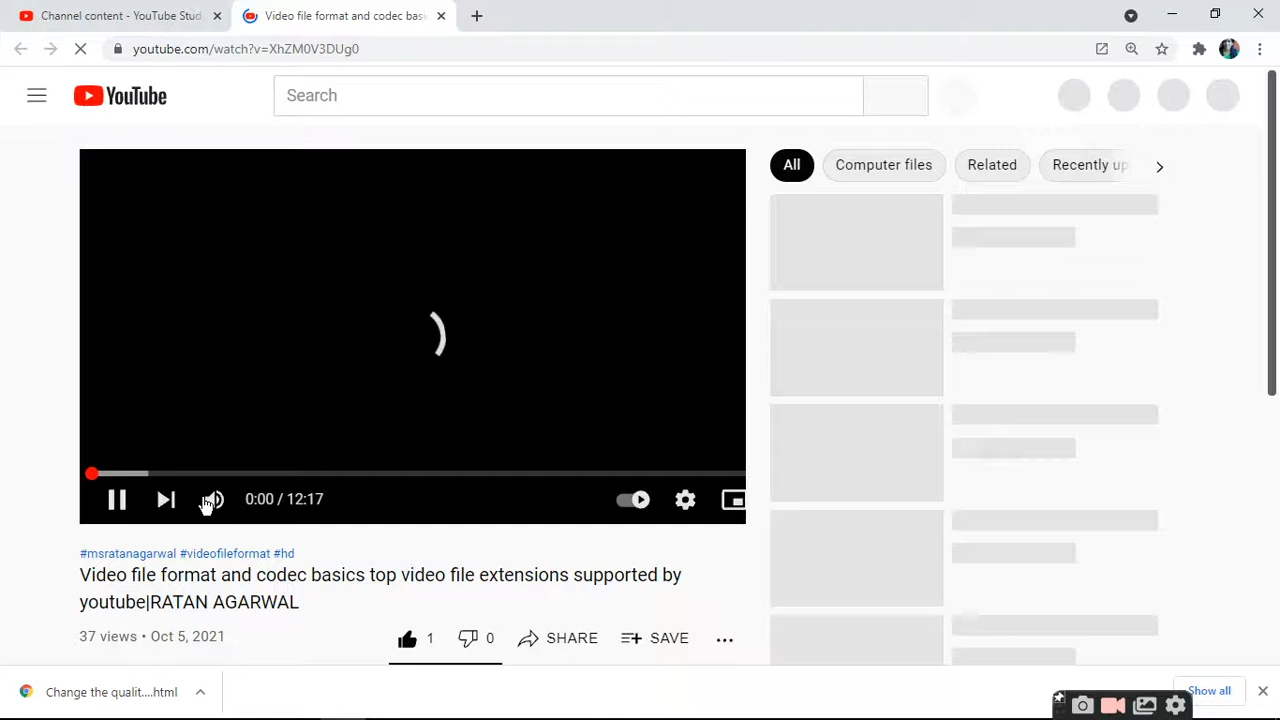 Channel content - YouTube Stud
Video file format and codec basi
youtube.com/watch?v=XhZM0V3DUg0
YouTube
Search
All
Computer files
Related
Recently up
0:00 / 12:17
#msratanagarwal #videofileformat #hd
Video file format and codec basics top video file extensions supported by
youtube|RATAN AGARWAL
37 views • Oct 5, 2021
1
0
SHARE
SAVE
Change the qualit....html
Show all